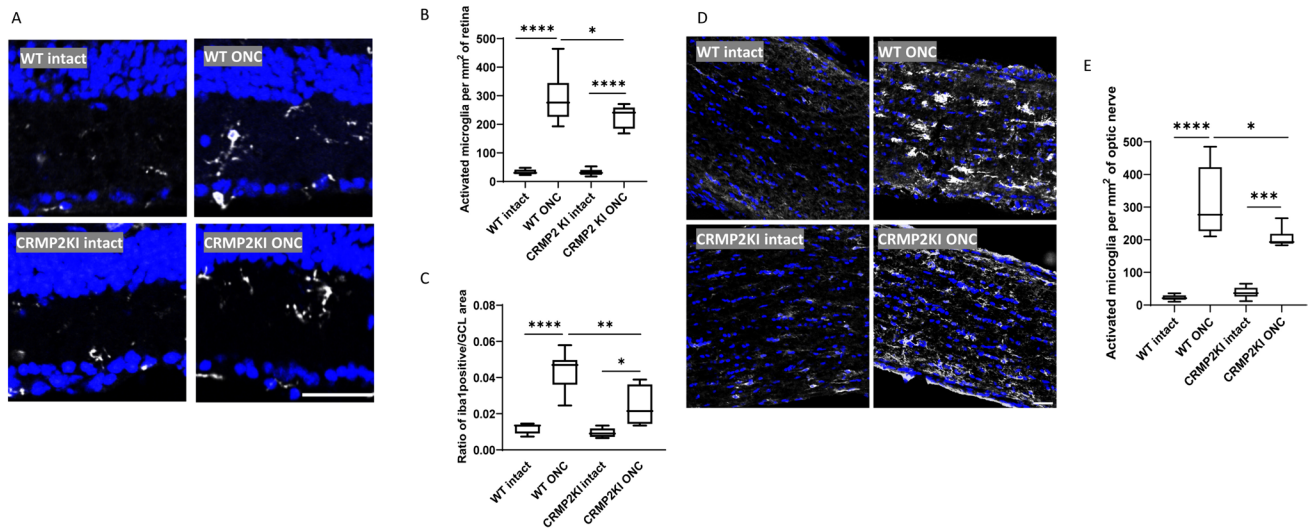 A
WT intact
WT ONC
CRMP2KI intact
CRMP2KI ONC
B
Activated microglia per mm² of retina
500
400
300
200
100
0
****
*
****
WT intact
WT ONC
CRMP2 KI intact
CRMP2 KI ONC
C
Ratio of iba1positive/GCL area
0.08
0.06
0.04
0.02
0.00
****
**
*
WT intact
WT ONC
CRMP2KI intact
CRMP2KI ONC
D
WT intact
WT ONC
CRMP2KI intact
CRMP2KI ONC
E
Activated microglia per mm² of optic nerve
500
400
300
200
100
0
****
*
***
WT intact
WT ONC
CRMP2KI intact
CRMP2KI ONC